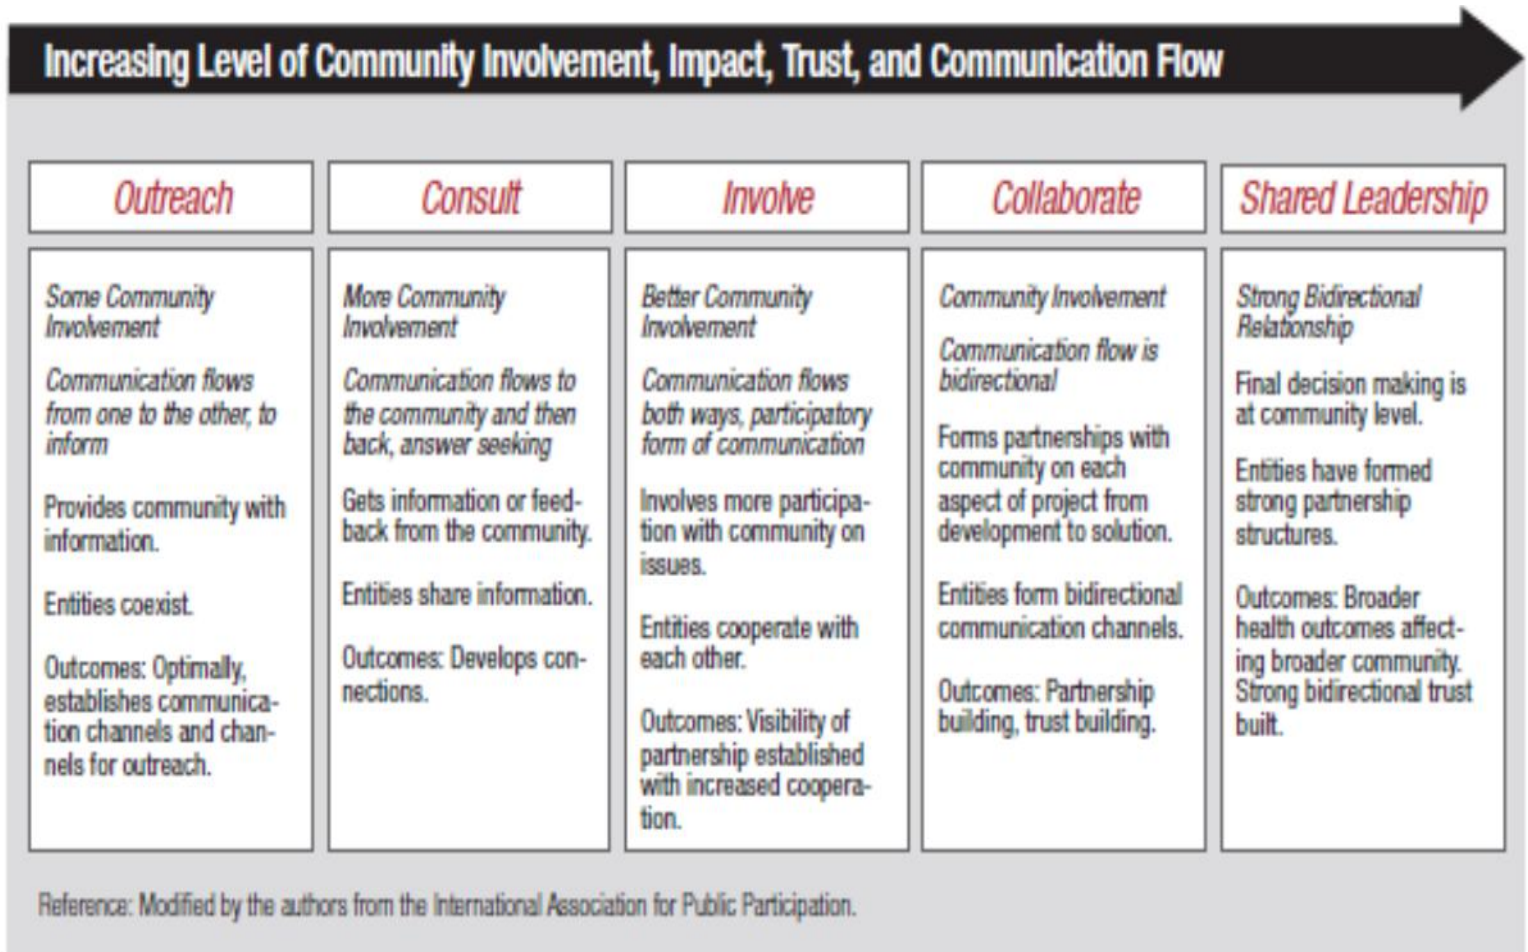 Increasing Level of Community Involvement, Impact, Trust, and Communication Flow
Outreach
Some Community
Involvement
Communication flows
from one to the other, to
inform
Provides community with
information.
Entities coexist.
Outcomes: Optimally,
establishes communica-
tion channels and chan-
nels for outreach.
Consult
More Community
Involvement
Communication flows to
the community and then
back, answer seeking
Gets information or feed-
back from the community.
Entities share information.
Outcomes: Develops con-
nections.
Involve
Better Community
Involvement
Communication flows
both ways, participatory
form of communication
Involves more participa-
tion with community on
issues.
Entities cooperate with
each other.
Outcomes: Visibility of
partnership established
with increased coopera-
tion.
Collaborate
Community Involvement
Communication flow is
bidirectional
Forms partnerships with
community on each
aspect of project from
development to solution.
Entities form bidirectional
communication channels.
Outcomes: Partnership
building, trust building.
Shared Leadership
Strong Bidirectional
Relationship
Final decision making is
at community level.
Entities have formed
strong partnership
structures.
Outcomes: Broader
health outcomes affect-
ing broader community.
Strong bidirectional trust
built.
Reference: Modified by the authors from the International Association for Public Participation.